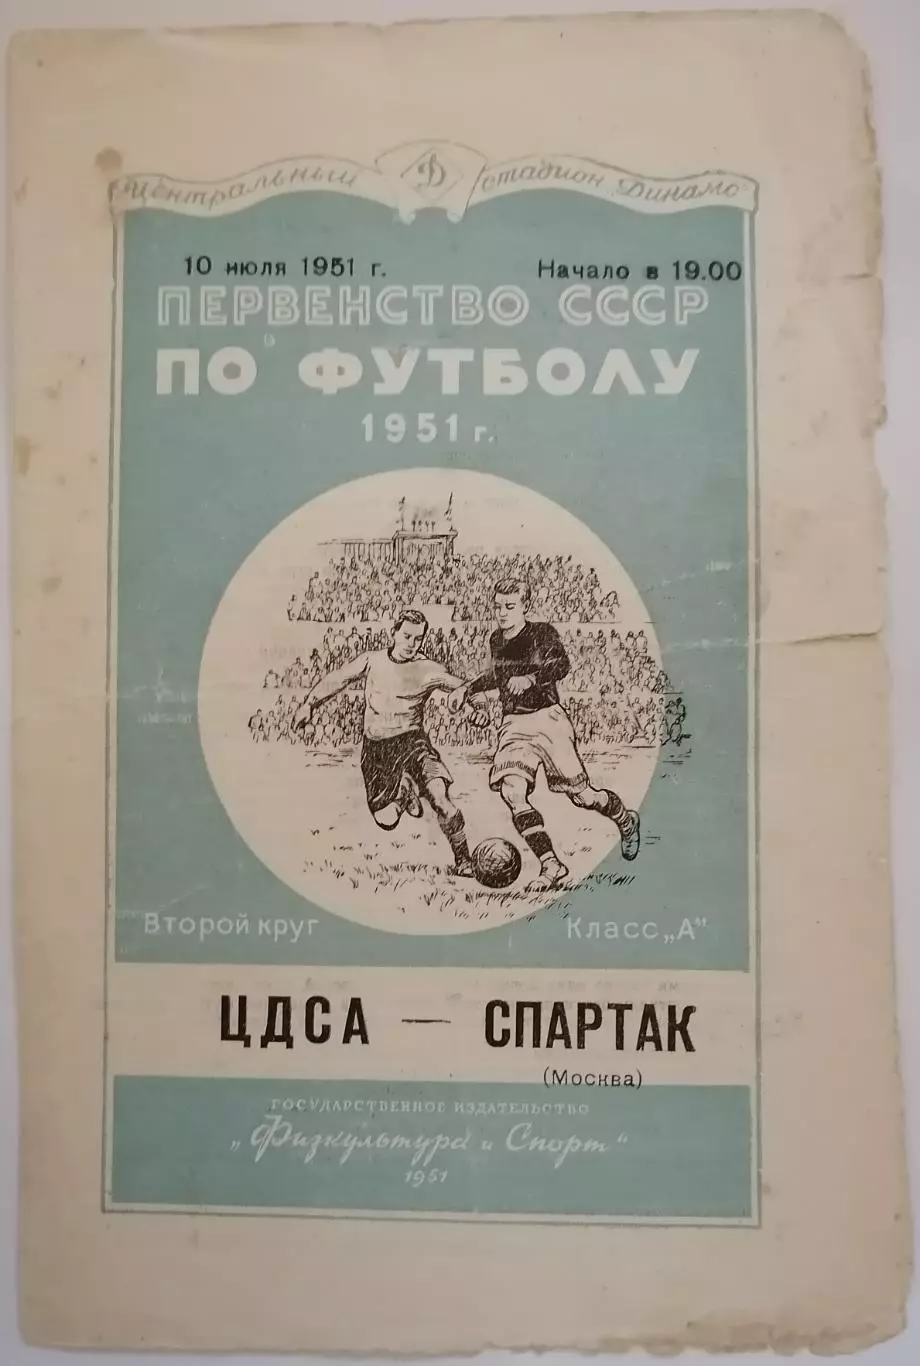 Центральный Д стадион „Динамо"
10 июля 1951 г. Начало в 19.00
ПЕРВЕНСТВО СССР
ПО ФУТБОЛУ
1951 г.
Второй круг Класс „А"
ЦДСА — СПАРТАК
(Москва)
ГОСУДАРСТВЕННОЕ ИЗДАТЕЛЬСТВО
„Физкультура и Спорт"
1951